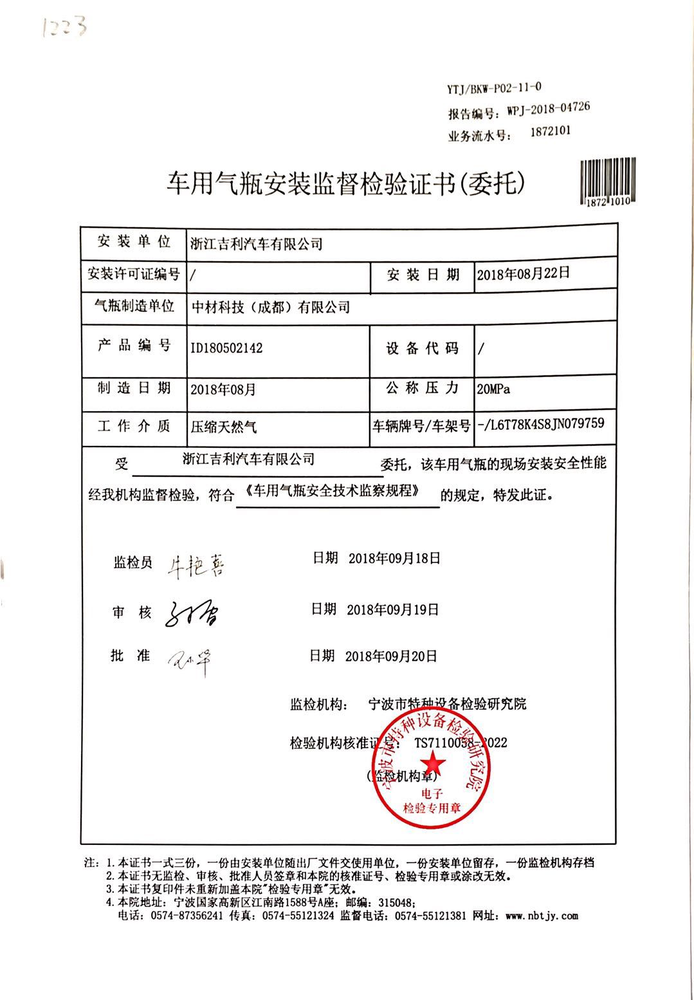 1223
YTJ/BKW-P02-11-0
报告编号：WPJ-2018-04726
业务流水号： 1872101
车用气瓶安装监督检验证书(委托)
1872 1010
安装单位 浙江吉利汽车有限公司
安装许可证编号 / 安装日期 2018年08月22日
气瓶制造单位 中材科技（成都）有限公司
产品编号 ID180502142 设备代码 /
制造日期 2018年08月 公称压力 20MPa
工作介质 压缩天然气 车辆牌号/车架号 -/L6T78K4S8JN079759
受 浙江吉利汽车有限公司 委托，该车用气瓶的现场安装安全性能
经我机构监督检验，符合 《车用气瓶安全技术监察规程》 的规定，特发此证。
监检员 牛艳喜 日期 2018年09月18日
审核 日期 2018年09月19日
批准 日期 2018年09月20日
监检机构： 宁波市特种设备检验研究院
检验机构核准证号： TS7110058-2022
(监检机构章)
宁波市特种设备检验研究院
电子
检验专用章
注：1.本证书一式三份，一份由安装单位随出厂文件交使用单位，一份安装单位留存，一份监检机构存档
2.本证书无监检、审核、批准人员签章和本院的核准证号、检验专用章或涂改无效。
3.本证书复印件未重新加盖本院"检验专用章"无效。
4.本院地址：宁波国家高新区江南路1588号A座；邮编：315048；
电话：0574-87356241 传真：0574-55121324 监督电话：0574-55121381 网址：www.nbtjy.com